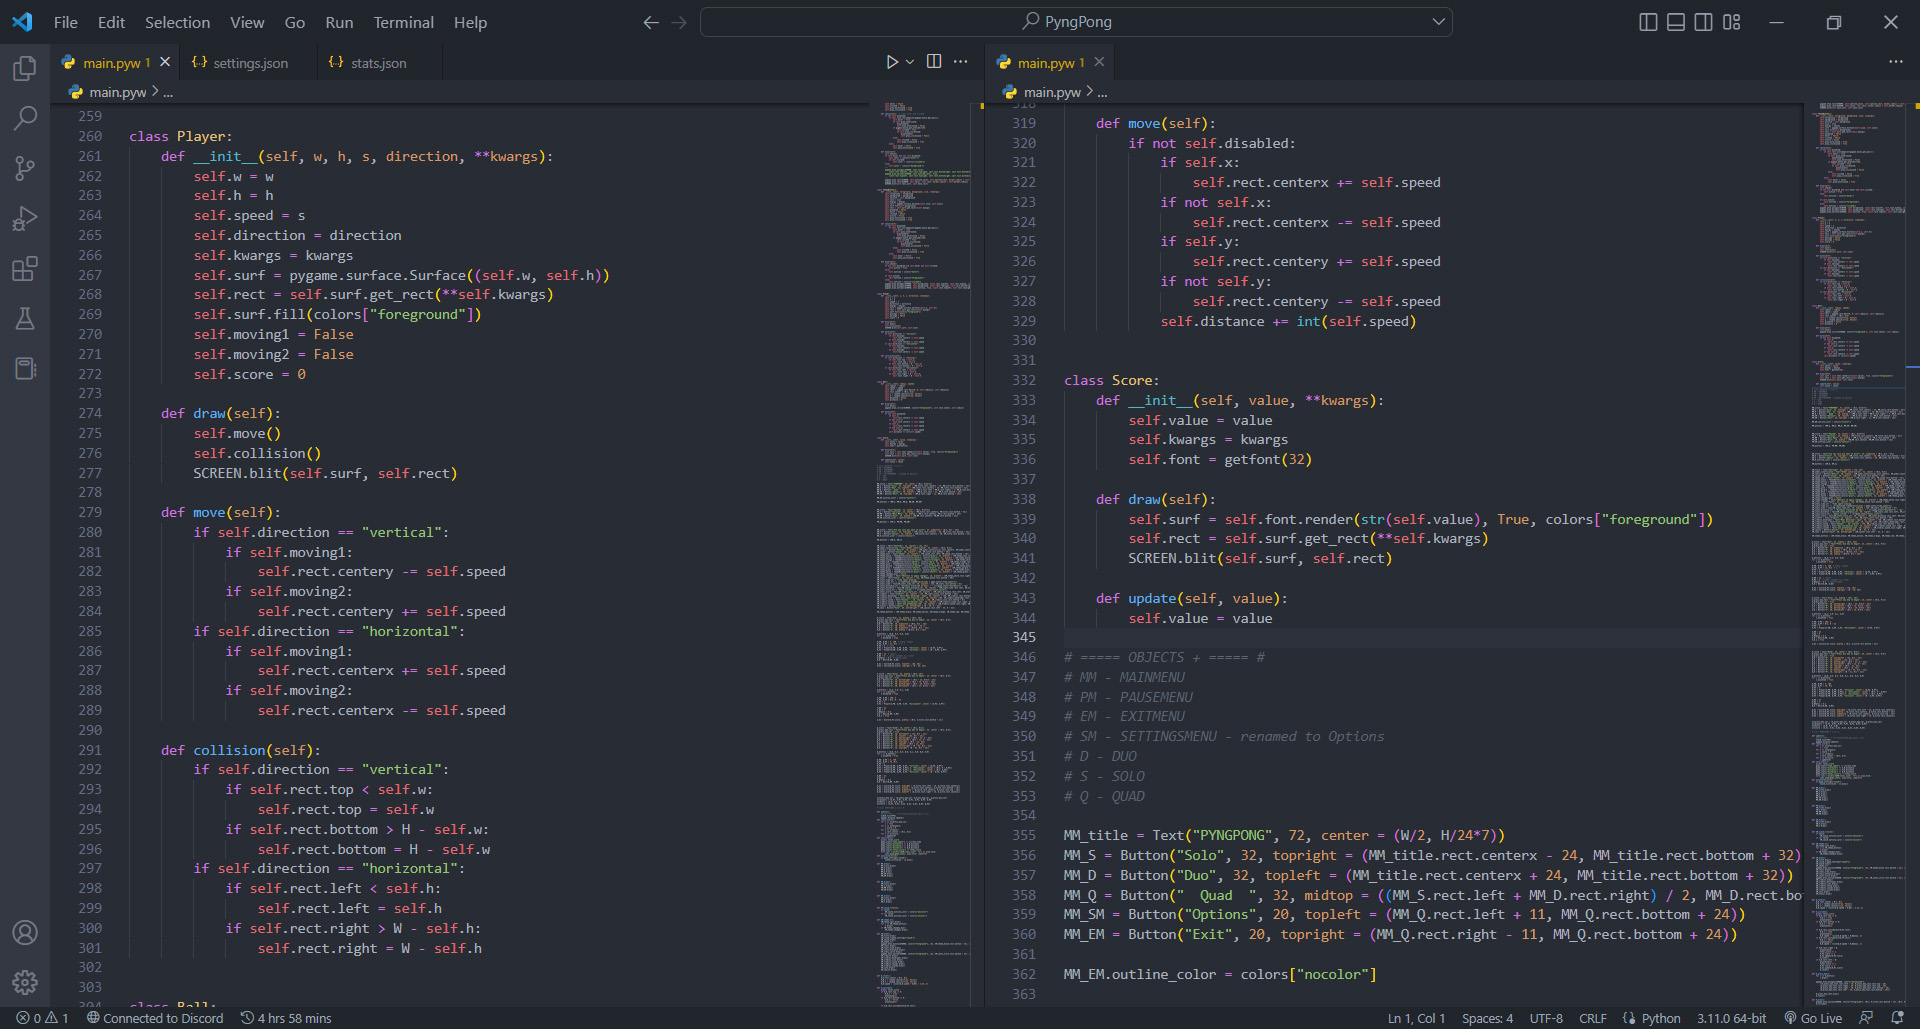 File Edit Selection View Go Run Terminal Help
PyngPong
main.pyw 1
settings.json
stats.json
main.pyw > ...
259
260 class Player:
261     def __init__(self, w, h, s, direction, **kwargs):
262         self.w = w
263         self.h = h
264         self.speed = s
265         self.direction = direction
266         self.kwargs = kwargs
267         self.surf = pygame.surface.Surface((self.w, self.h))
268         self.rect = self.surf.get_rect(**self.kwargs)
269         self.surf.fill(colors["foreground"])
270         self.moving1 = False
271         self.moving2 = False
272         self.score = 0
273
274     def draw(self):
275         self.move()
276         self.collision()
277         SCREEN.blit(self.surf, self.rect)
278
279     def move(self):
280         if self.direction == "vertical":
281             if self.moving1:
282                 self.rect.centery -= self.speed
283             if self.moving2:
284                 self.rect.centery += self.speed
285         if self.direction == "horizontal":
286             if self.moving1:
287                 self.rect.centerx += self.speed
288             if self.moving2:
289                 self.rect.centerx -= self.speed
290
291     def collision(self):
292         if self.direction == "vertical":
293             if self.rect.top < self.w:
294                 self.rect.top = self.w
295             if self.rect.bottom > H - self.w:
296                 self.rect.bottom = H - self.w
297         if self.direction == "horizontal":
298             if self.rect.left < self.h:
299                 self.rect.left = self.h
300             if self.rect.right > W - self.h:
301                 self.rect.right = W - self.h
302
303
304 class Ball:
main.pyw 1
main.pyw > ...
318
319     def move(self):
320         if not self.disabled:
321             if self.x:
322                 self.rect.centerx += self.speed
323             if not self.x:
324                 self.rect.centerx -= self.speed
325             if self.y:
326                 self.rect.centery += self.speed
327             if not self.y:
328                 self.rect.centery -= self.speed
329             self.distance += int(self.speed)
330
331
332 class Score:
333     def __init__(self, value, **kwargs):
334         self.value = value
335         self.kwargs = kwargs
336         self.font = getfont(32)
337
338     def draw(self):
339         self.surf = self.font.render(str(self.value), True, colors["foreground"])
340         self.rect = self.surf.get_rect(**self.kwargs)
341         SCREEN.blit(self.surf, self.rect)
342
343     def update(self, value):
344         self.value = value
345
346 # ===== OBJECTS + ===== #
347 # MM - MAINMENU
348 # PM - PAUSEMENU
349 # EM - EXITMENU
350 # SM - SETTINGSMENU - renamed to Options
351 # D - DUO
352 # S - SOLO
353 # Q - QUAD
354
355 MM_title = Text("PYNGPONG", 72, center = (W/2, H/24*7))
356 MM_S = Button("Solo", 32, topright = (MM_title.rect.centerx - 24, MM_title.rect.bottom + 32)
357 MM_D = Button("Duo", 32, topleft = (MM_title.rect.centerx + 24, MM_title.rect.bottom + 32))
358 MM_Q = Button("  Quad  ", 32, midtop = ((MM_S.rect.left + MM_D.rect.right) / 2, MM_D.rect.bo
359 MM_SM = Button("Options", 20, topleft = (MM_Q.rect.left + 11, MM_Q.rect.bottom + 24))
360 MM_EM = Button("Exit", 20, topright = (MM_Q.rect.right - 11, MM_Q.rect.bottom + 24))
361
362 MM_EM.outline_color = colors["nocolor"]
363
0 1 Connected to Discord 4 hrs 58 mins Ln 1, Col 1 Spaces: 4 UTF-8 CRLF Python 3.11.0 64-bit Go Live